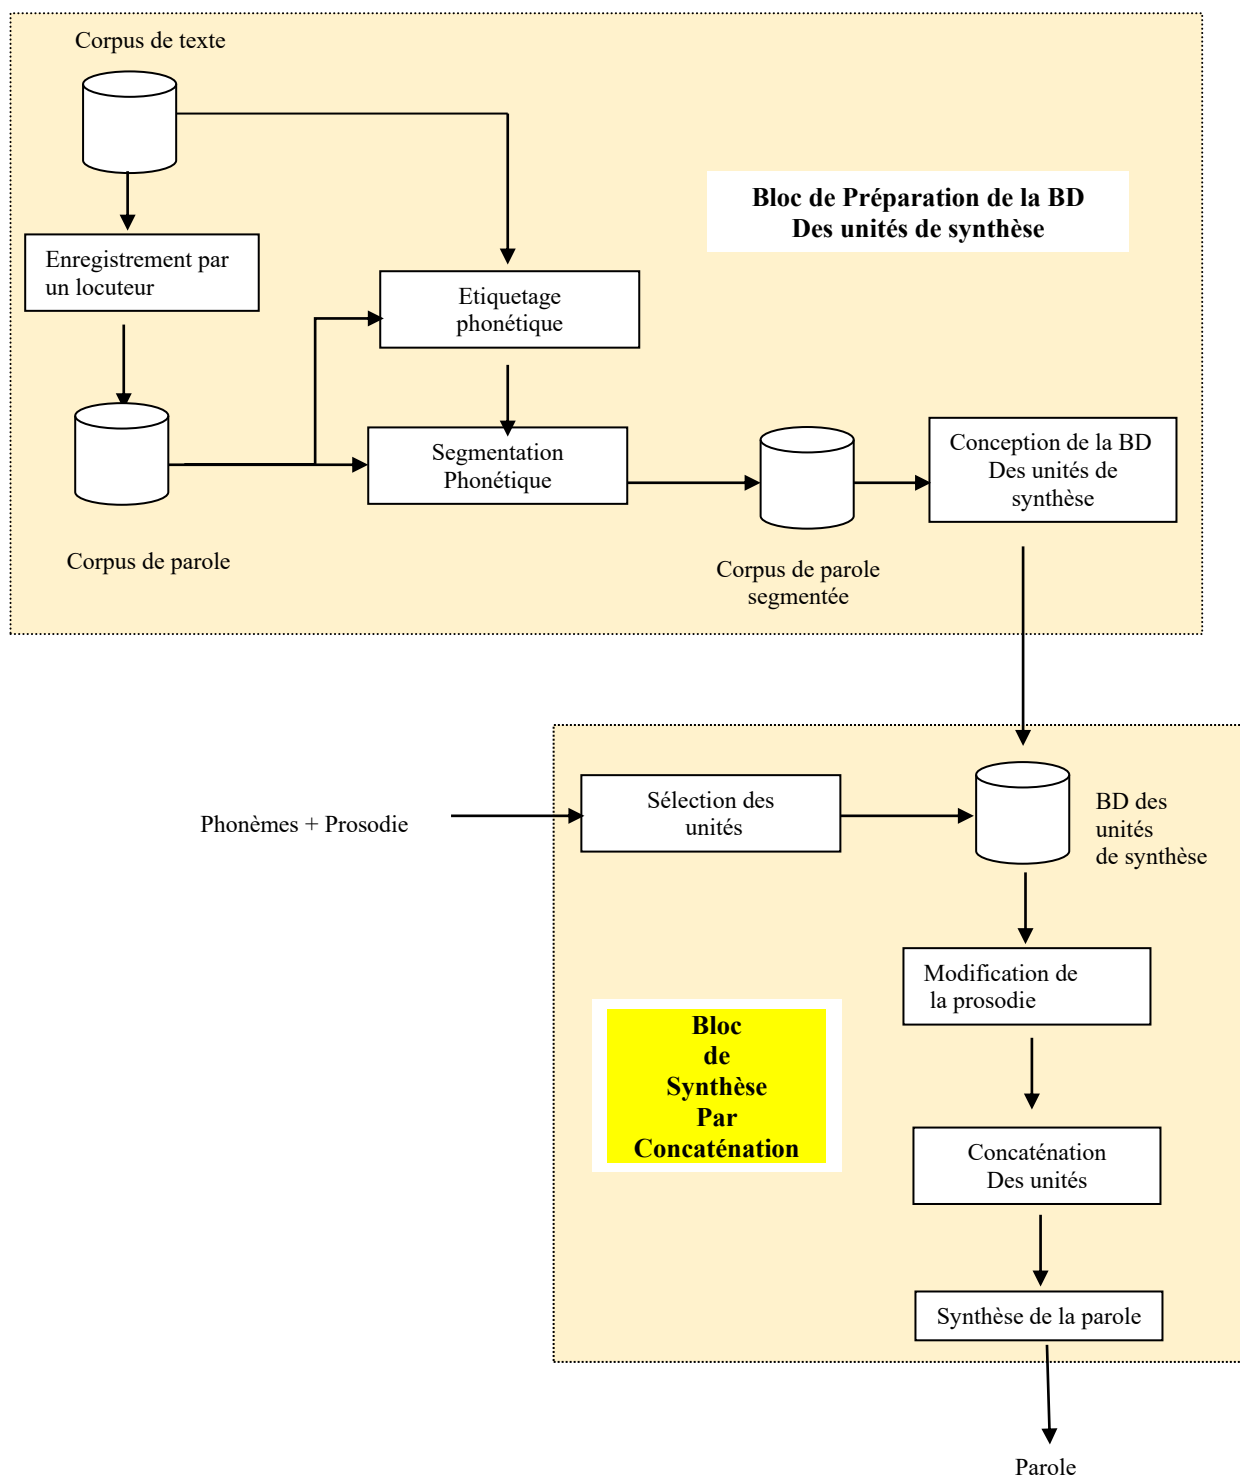 Corpus de texte
Bloc de Préparation de la BD
Des unités de synthèse
Enregistrement par
un locuteur
Etiquetage
phonétique
Segmentation
Phonétique
Conception de la BD
Des unités de
synthèse
Corpus de parole
Corpus de parole
segmentée
Phonèmes + Prosodie
Sélection des
unités
BD des
unités
de synthèse
Modification de
la prosodie
Bloc
de
Synthèse
Par
Concaténation
Concaténation
Des unités
Synthèse de la parole
Parole